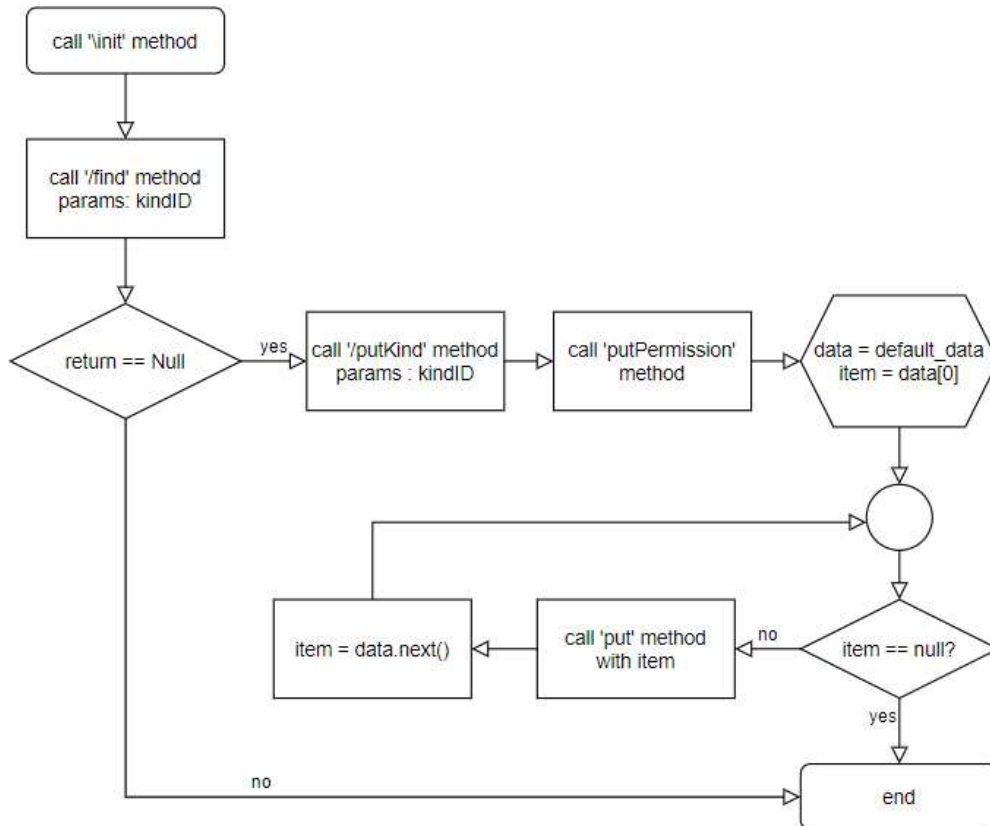 call '\init' method
call '/find' method
params: kindID
return == Null
yes
call '/putKind' method
params : kindID
call 'putPermission'
method
data = default_data
item = data[0]
item = data.next()
call 'put' method
with item
no
item == null?
yes
no
end